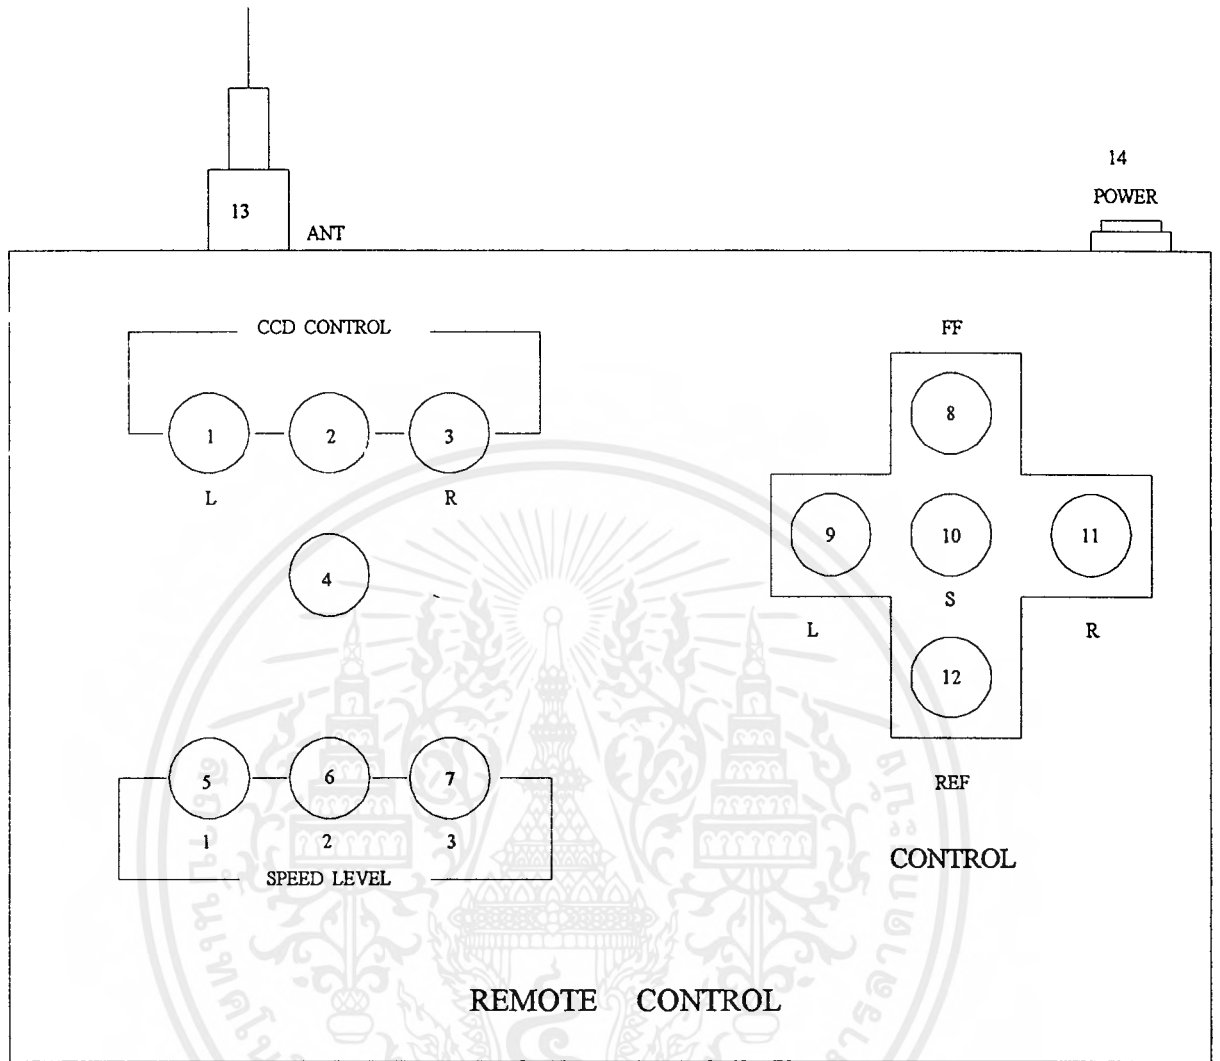 14
POWER
13
ANT
CCD CONTROL
FF
1 2 3
8
L R
9 10 11
4
S
L R
12
5 6 7
REF
1 2 3
CONTROL
SPEED LEVEL
REMOTE CONTROL